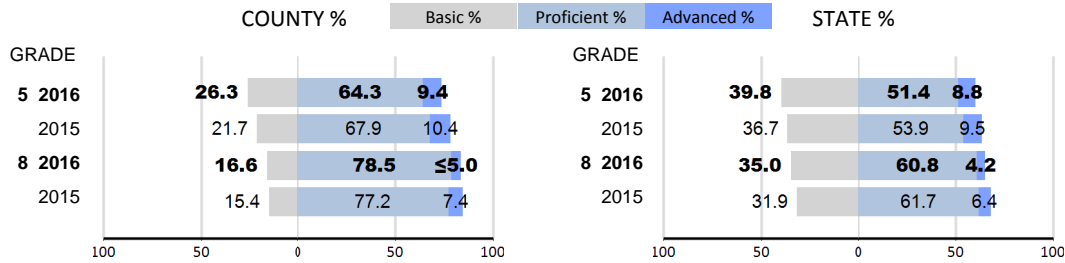 COUNTY % Basic % Proficient % Advanced % STATE %
GRADE GRADE
5 2016 26.3 64.3 9.4 5 2016 39.8 51.4 8.8
2015 21.7 67.9 10.4 2015 36.7 53.9 9.5
8 2016 16.6 78.5 ≤5.0 8 2016 35.0 60.8 4.2
2015 15.4 77.2 7.4 2015 31.9 61.7 6.4
100 50 0 50 100 100 50 0 50 100